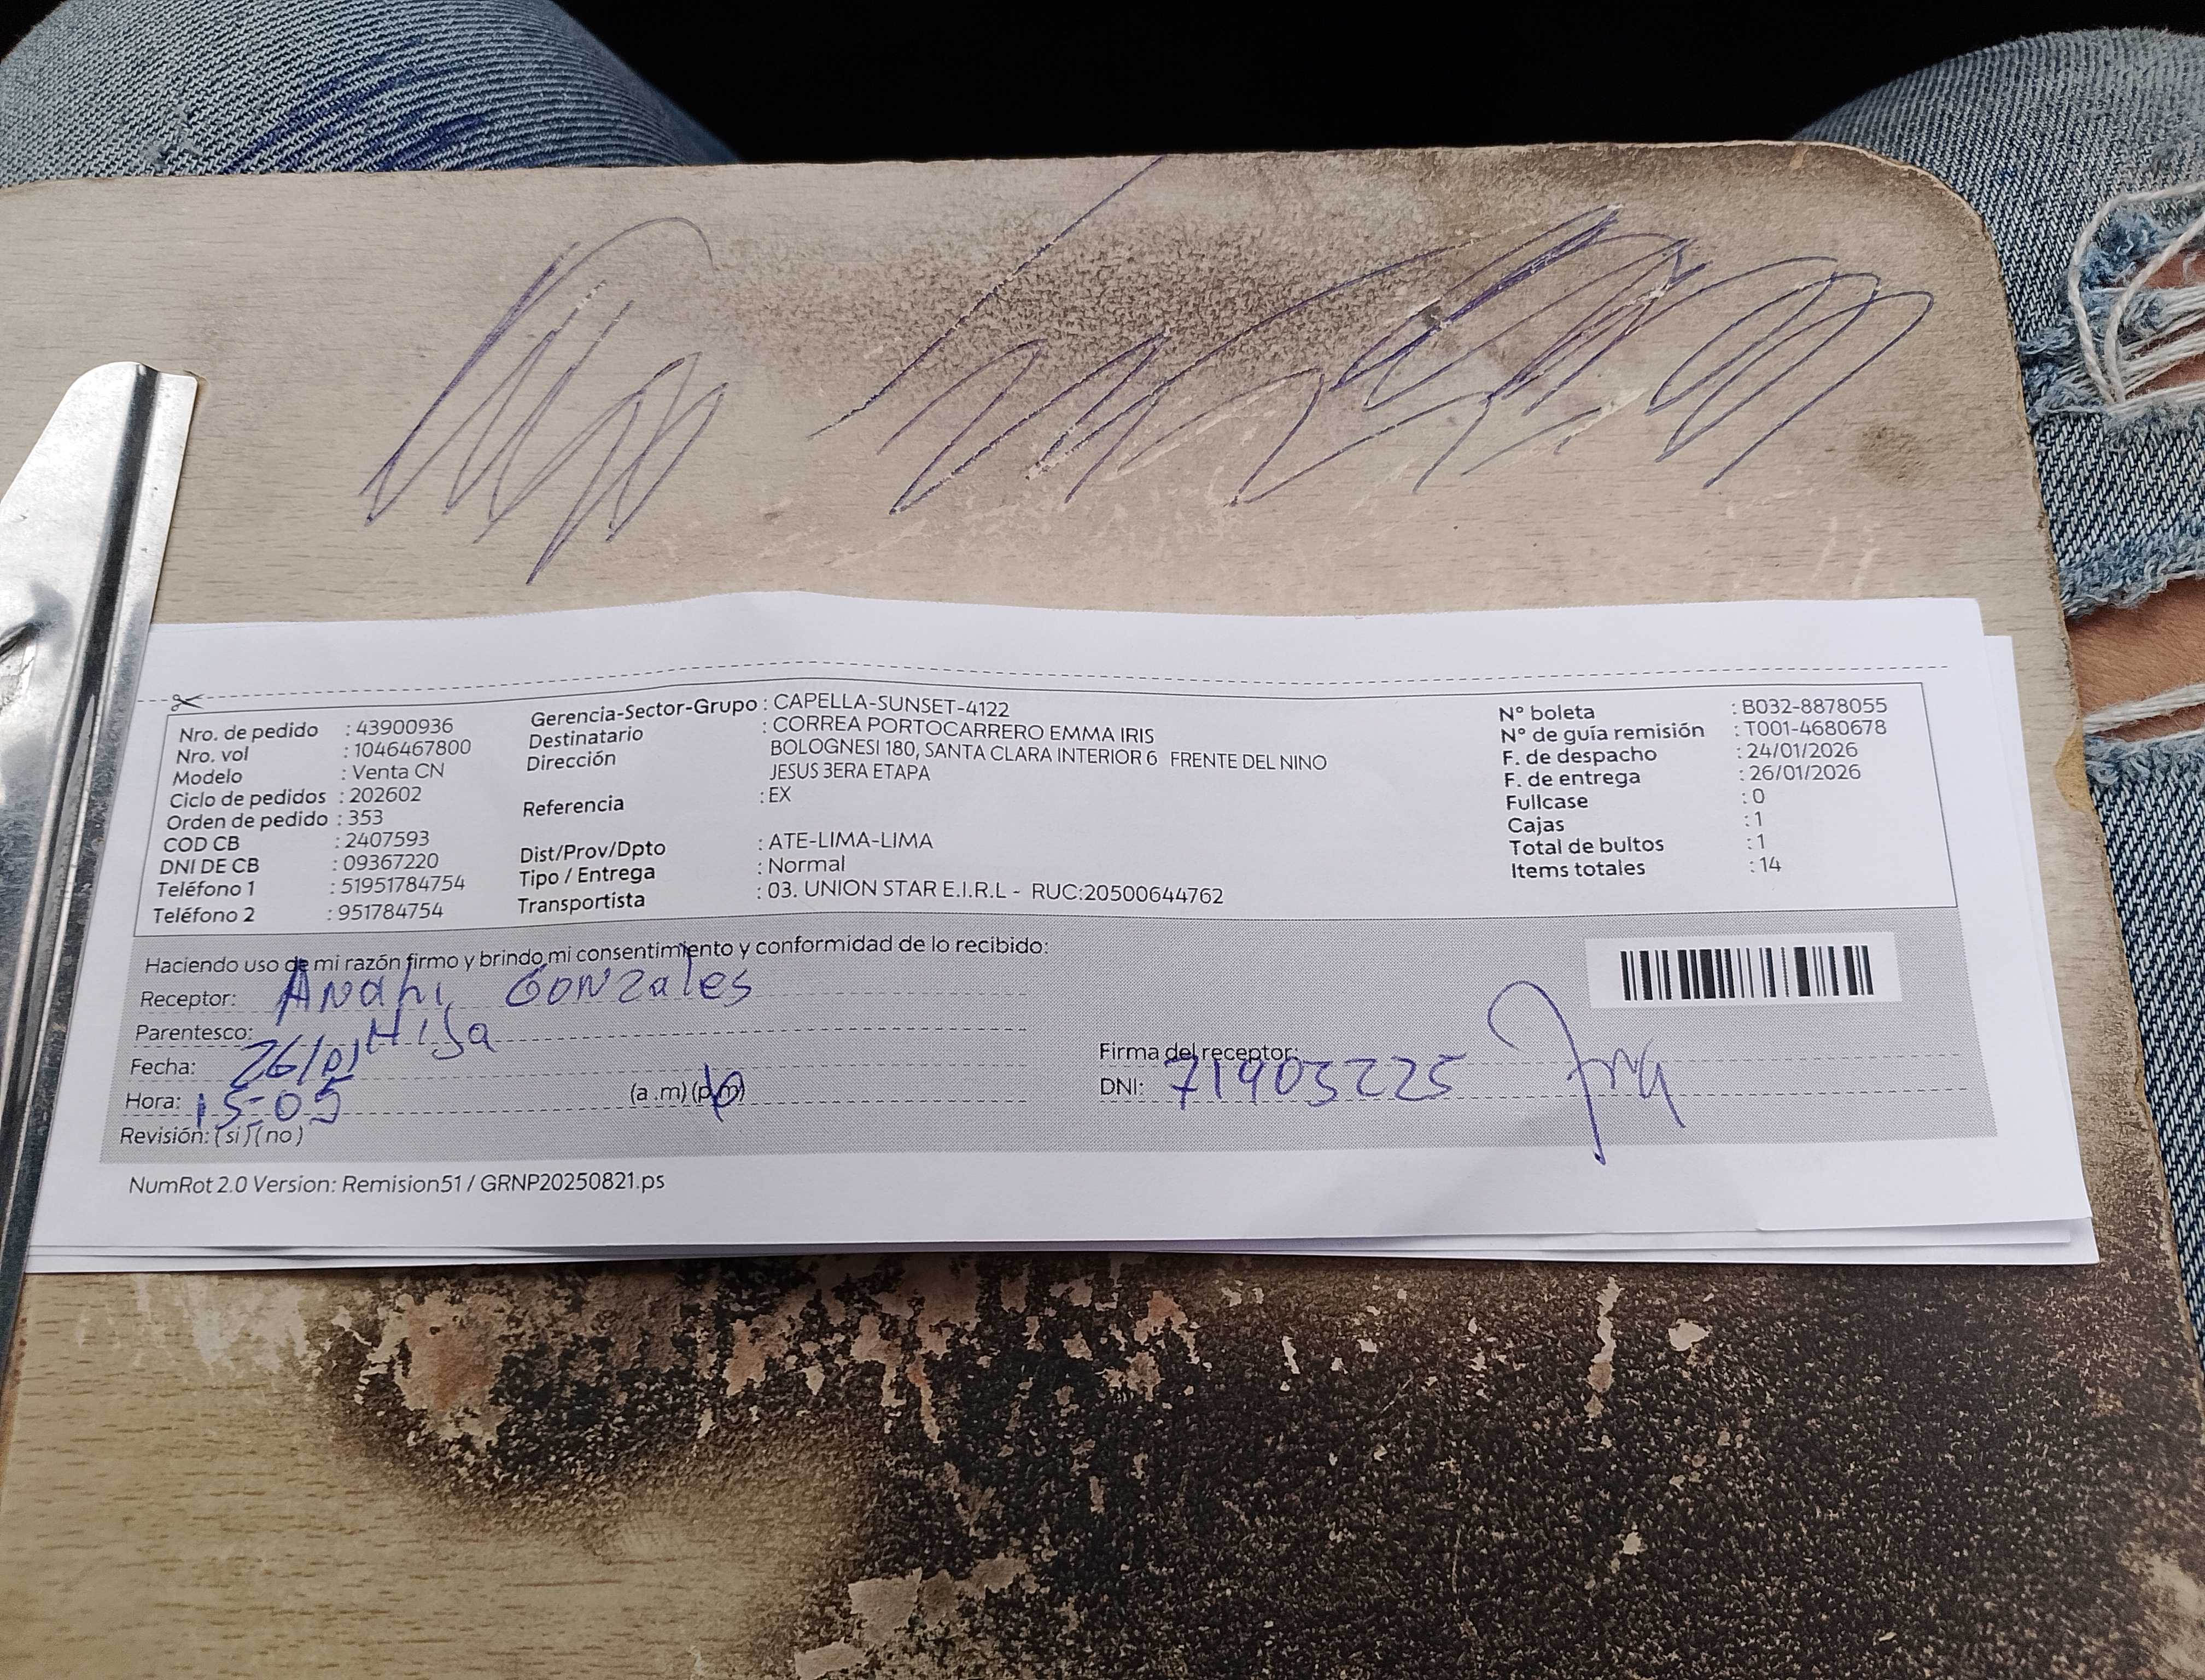 Nro. de pedido : 43900936
Nro. vol : 1046467800
Modelo : Venta CN
Ciclo de pedidos : 202602
Orden de pedido : 353
COD CB : 2407593
DNI DE CB : 09367220
Teléfono 1 : 51951784754
Teléfono 2 : 951784754
Gerencia-Sector-Grupo : CAPELLA-SUNSET-4122
Destinatario : CORREA PORTOCARRERO EMMA IRIS
Dirección BOLOGNESI 180, SANTA CLARA INTERIOR 6 FRENTE DEL NINO
JESUS 3ERA ETAPA
Referencia : EX
Dist/Prov/Dpto : ATE-LIMA-LIMA
Tipo / Entrega : Normal
Transportista : 03. UNION STAR E.I.R.L - RUC:20500644762
N° boleta : B032-8878055
N° de guía remisión : T001-4680678
F. de despacho : 24/01/2026
F. de entrega : 26/01/2026
Fullcase : 0
Cajas : 1
Total de bultos : 1
Items totales : 14
Haciendo uso de mi razón firmo y brindo mi consentimiento y conformidad de lo recibido:
Receptor: Anahi Gonzales
Parentesco: Hija
Fecha: 26/01
Hora: 15-05 (a .m) (p.m)
Revisión: (si) (no)
Firma del receptor:
DNI: 71903225
NumRot 2.0 Version: Remision51 / GRNP20250821.ps